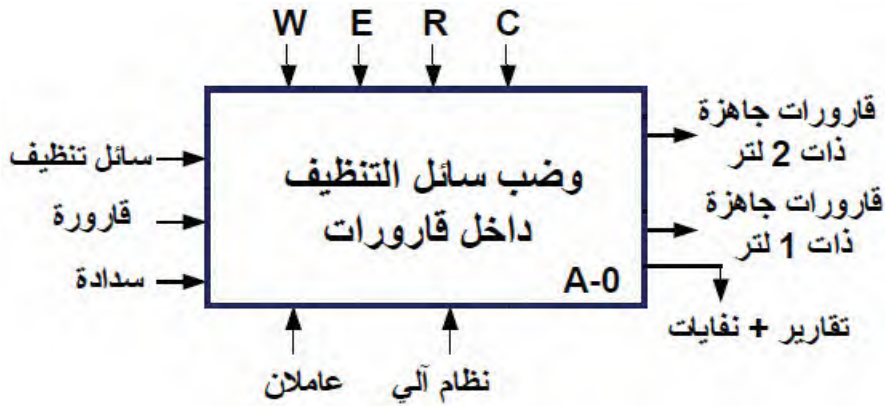 W E R C
سائل تنظيف
قارورة
سدادة
وضب سائل التنظيف
داخل قارورات
A-0
قارورات جاهزة
ذات 2 لتر
قارورات جاهزة
ذات 1 لتر
تقارير + نفايات
عاملان
نظام آلي